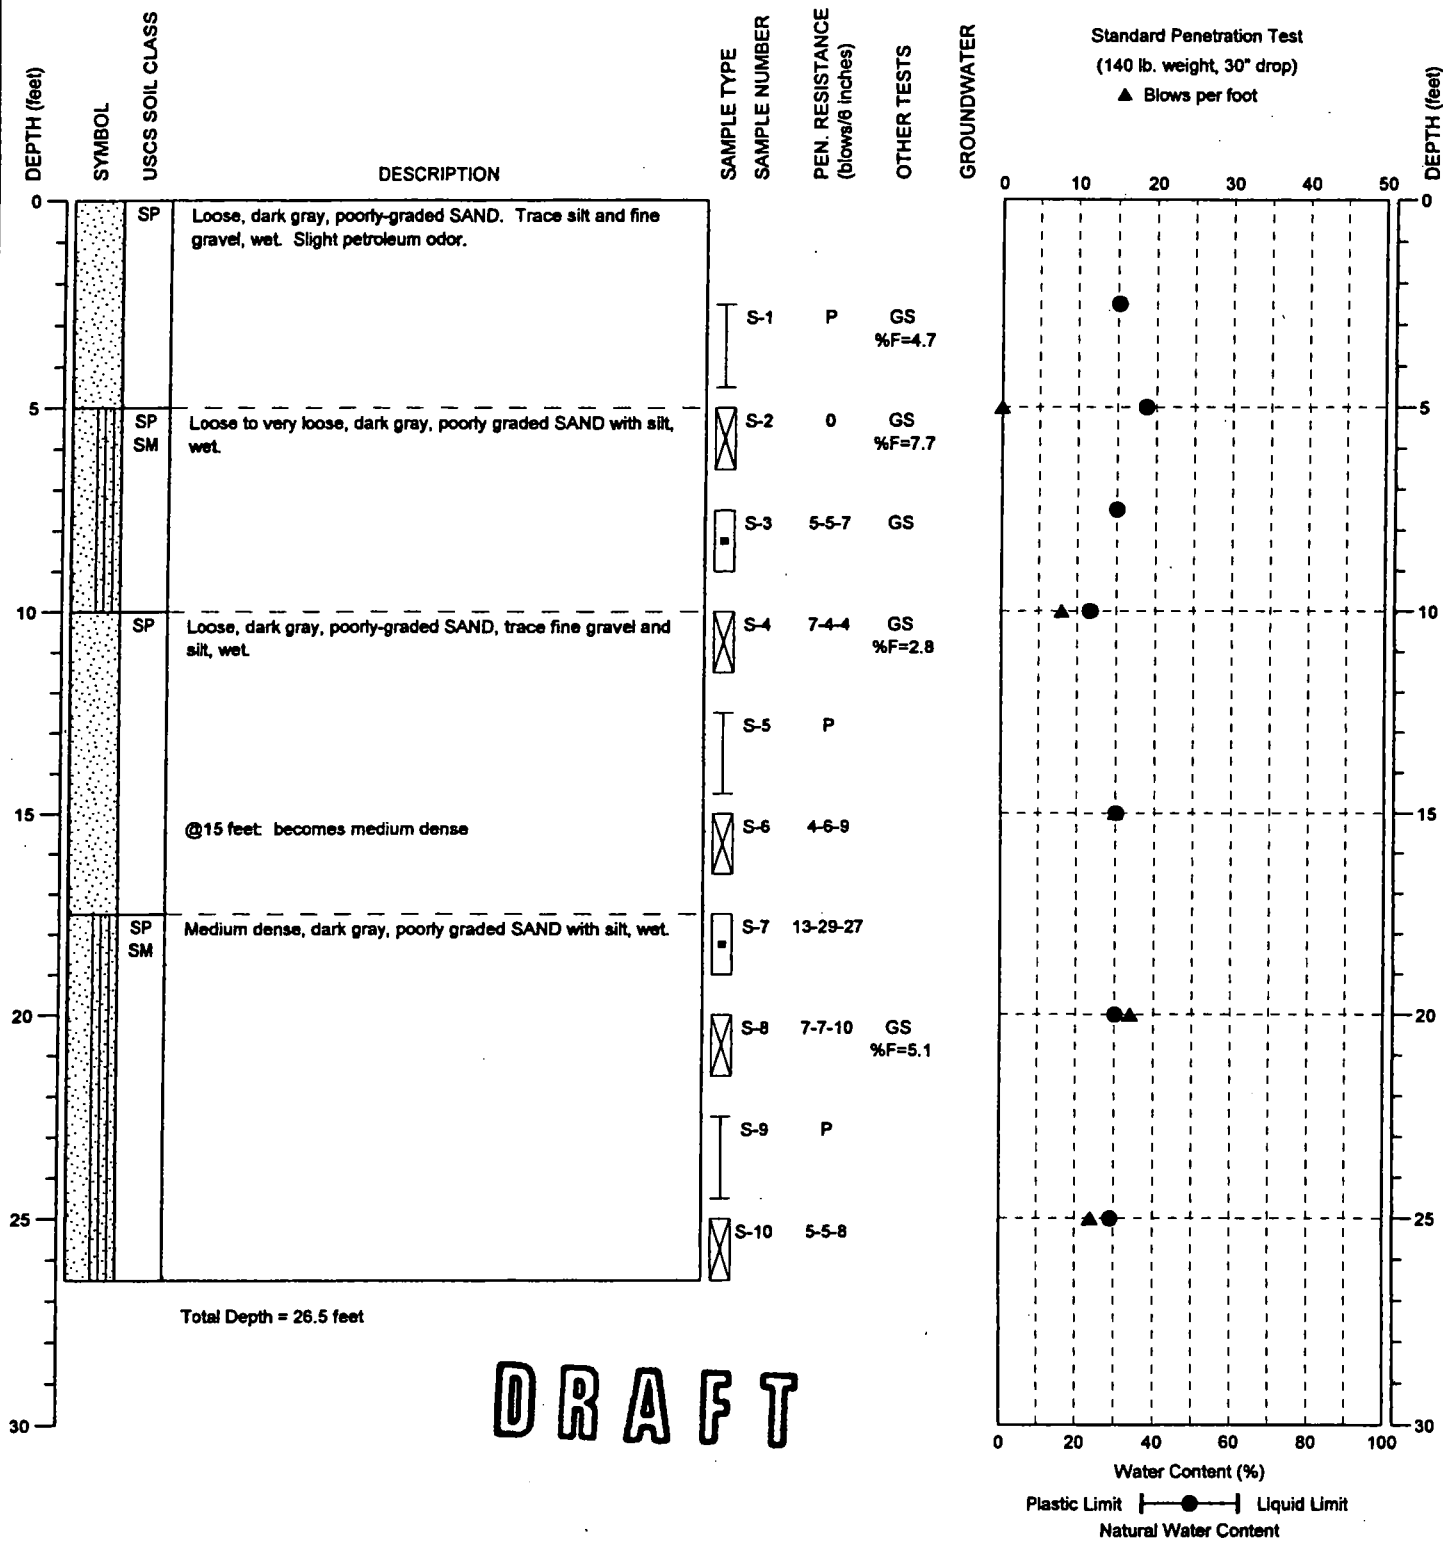 DEPTH (feet)
SYMBOL
USCS SOIL CLASS
DESCRIPTION
SAMPLE TYPE
SAMPLE NUMBER
PEN. RESISTANCE
(blows/6 inches)
OTHER TESTS
GROUNDWATER
Standard Penetration Test
(140 lb. weight, 30" drop)
▲ Blows per foot
DEPTH (feet)
0 10 20 30 40 50
0
SP Loose, dark gray, poorly-graded SAND. Trace silt and fine
gravel, wet. Slight petroleum odor.
0
S-1 P GS
%F=4.7
5
SP Loose to very loose, dark gray, poorly graded SAND with silt, S-2 0 GS
SM wet. %F=7.7
5
S-3 5-5-7 GS
10
SP Loose, dark gray, poorly-graded SAND, trace fine gravel and S-4 7-4-4 GS
silt, wet. %F=2.8
10
S-5 P
15
@15 feet: becomes medium dense S-6 4-6-9
15
SP Medium dense, dark gray, poorly graded SAND with silt, wet. S-7 13-29-27
SM
20
S-8 7-7-10 GS
%F=5.1
20
S-9 P
25
S-10 5-5-8
25
Total Depth = 26.5 feet
DRAFT
30
30
0 20 40 60 80 100
Water Content (%)
Plastic Limit Liquid Limit
Natural Water Content